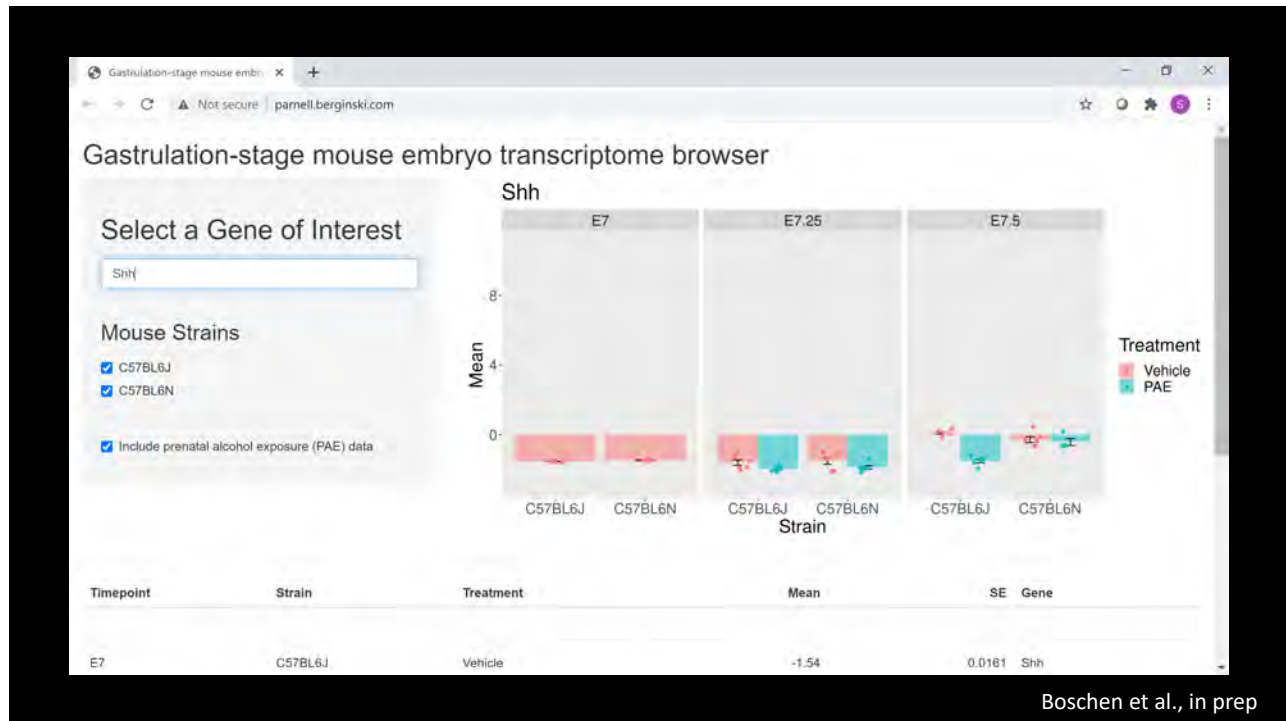 Gastrulation-stage mouse embr
Not secure | parnell.berginski.com
S
Gastrulation-stage mouse embryo transcriptome browser
Select a Gene of Interest
Shh
Mouse Strains
C57BL6J
C57BL6N
Include prenatal alcohol exposure (PAE) data
Shh
E7 E7.25 E7.5
8
4
0
Mean
C57BL6J C57BL6N C57BL6J C57BL6N C57BL6J C57BL6N
Strain
Treatment
Vehicle
PAE
Timepoint Strain Treatment Mean SE Gene
E7 C57BL6J Vehicle -1.54 0.0161 Shh
Boschen et al., in prep